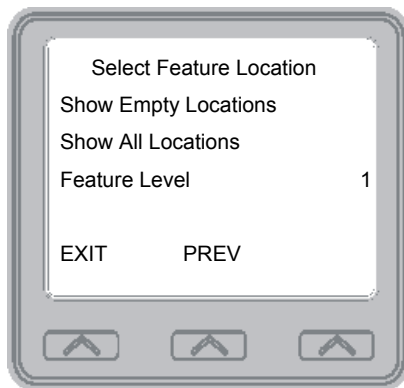 Select Feature Location
Show Empty Locations
Show All Locations
Feature Level 1
EXIT PREV